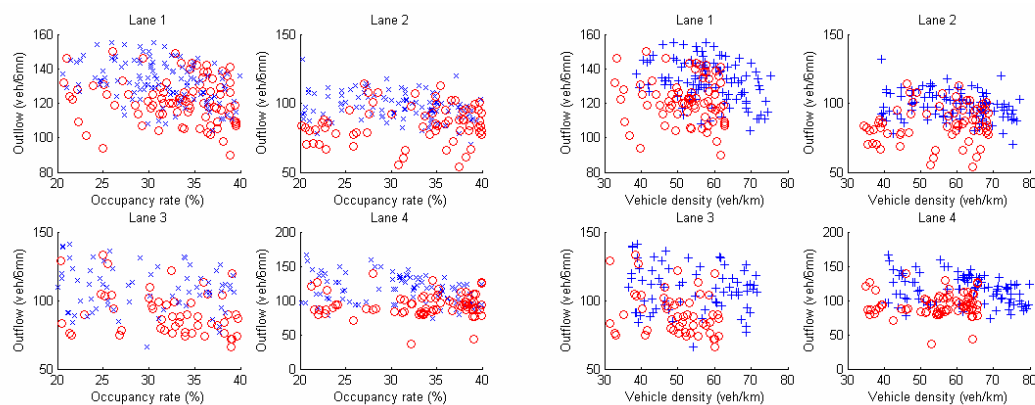 Lane 1
160
140
120
100
80
Outflow (veh/6mn)
20 25 30 35 40
Occupancy rate (%)
Lane 2
150
100
50
Outflow (veh/6mn)
20 25 30 35 40
Occupancy rate (%)
Lane 1
160
140
120
100
80
Outflow (veh/6mn)
30 40 50 60 70 80
Vehicle density (veh/km)
Lane 2
150
100
50
Outflow (veh/6mn)
30 40 50 60 70 80
Vehicle density (veh/km)
Lane 3
150
100
50
Outflow (veh/6mn)
20 25 30 35 40
Occupancy rate (%)
Lane 4
200
150
100
50
0
Outflow (veh/6mn)
20 25 30 35 40
Occupancy rate (%)
Lane 3
150
100
50
Outflow (veh/6mn)
30 40 50 60 70 80
Vehicle density (veh/km)
Lane 4
200
150
100
50
0
Outflow (veh/6mn)
30 40 50 60 70 80
Vehicle density (veh/km)